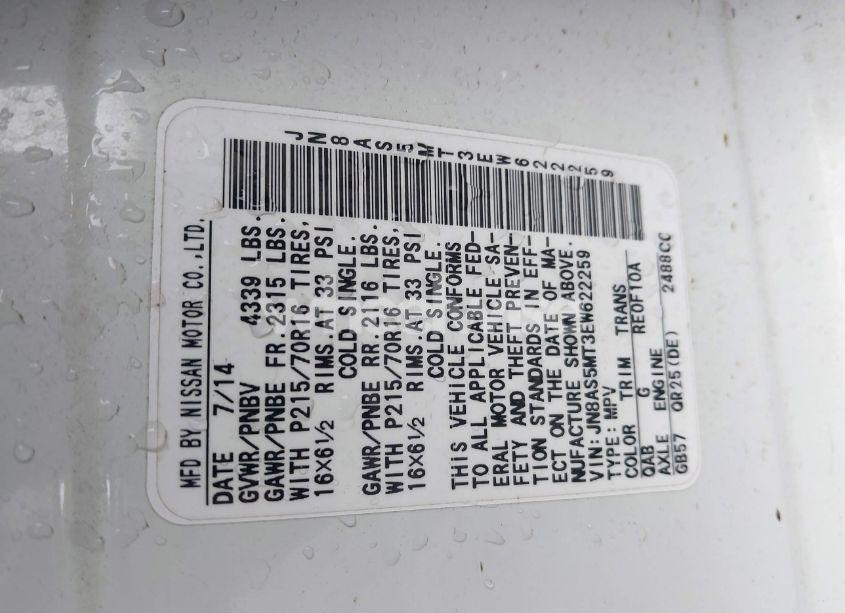 MFD BY NISSAN MOTOR CO.,LTD.
DATE 7/14
GVWR/PNBV 4339 LBS.
GAWR/PNBE FR.2315 LBS.
WITH P215/70R16 TIRES,
16X6½ RIMS.AT 33 PSI
COLD SINGLE.
GAWR/PNBE RR.2116 LBS.
WITH P215/70R16 TIRES,
16X6½ RIMS.AT 33 PSI
COLD SINGLE.
THIS VEHICLE CONFORMS
TO ALL APPLICABLE FED-
ERAL MOTOR VEHICLE SA-
FETY AND THEFT PREVEN-
TION STANDARDS IN EFF-
ECT ON THE DATE OF MA-
NUFACTURE SHOWN ABOVE.
VIN:JN8AS5MT3EW622259
TYPE:MPV
COLOR TRIM TRANS
QAB G RE0F10A
AXLE ENGINE
GB57 QR25(DE) 2488CC
JN8AS5MT3EW622259